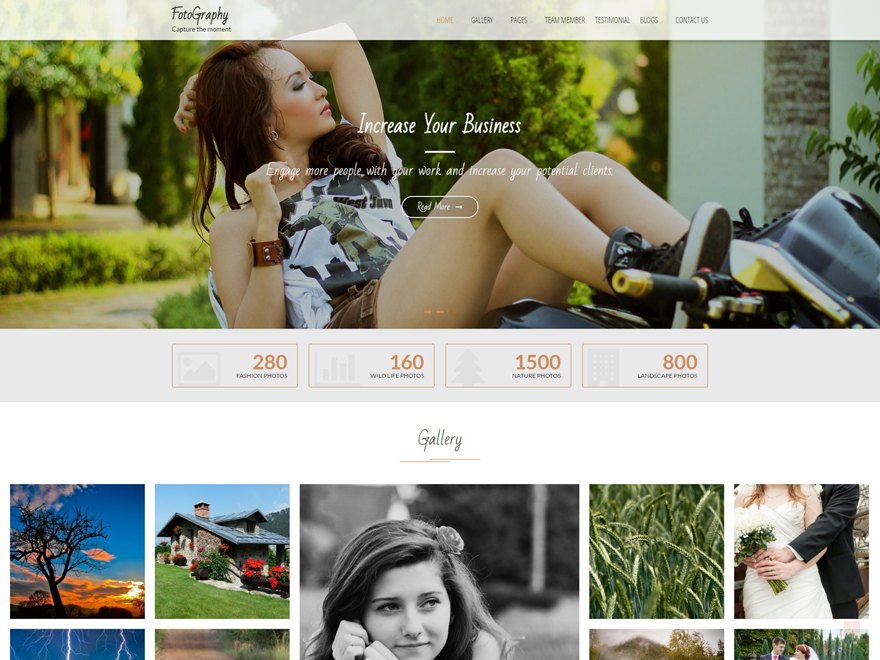 FotoGraphy
Capture the moment
HOME GALLERY PAGES TEAM MEMBER TESTIMONIAL BLOGS CONTACT US
Increase Your Business
Engage more people with your work and increase your potential clients.
West Java
Read More →
280
FASHION PHOTOS
160
WILD LIFE PHOTOS
1500
NATURE PHOTOS
800
LANDSCAPE PHOTOS
Gallery